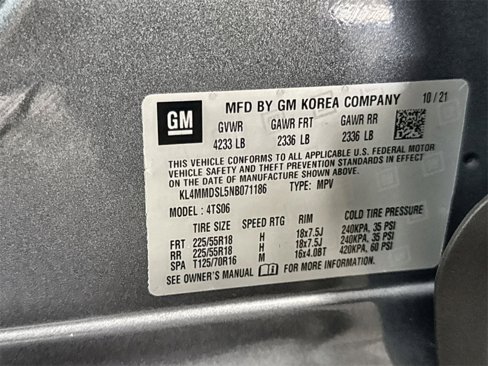 GM MFD BY GM KOREA COMPANY 10/21
GVWR GAWR FRT GAWR RR
4233 LB 2336 LB 2336 LB
THIS VEHICLE CONFORMS TO ALL APPLICABLE U.S. FEDERAL MOTOR
VEHICLE SAFETY AND THEFT PREVENTION STANDARDS IN EFFECT
ON THE DATE OF MANUFACTURE SHOWN ABOVE.
KL4MMDSL5NB071186 TYPE: MPV
MODEL: 4TS06
TIRE SIZE SPEED RTG RIM COLD TIRE PRESSURE
FRT 225/55R18 H 18x7.5J 240KPA, 35 PSI
RR 225/55R18 H 18x7.5J 240KPA, 35 PSI
SPA T125/70R16 M 16x4.0BT 420KPA, 60 PSI
SEE OWNER'S MANUAL FOR MORE INFORMATION.